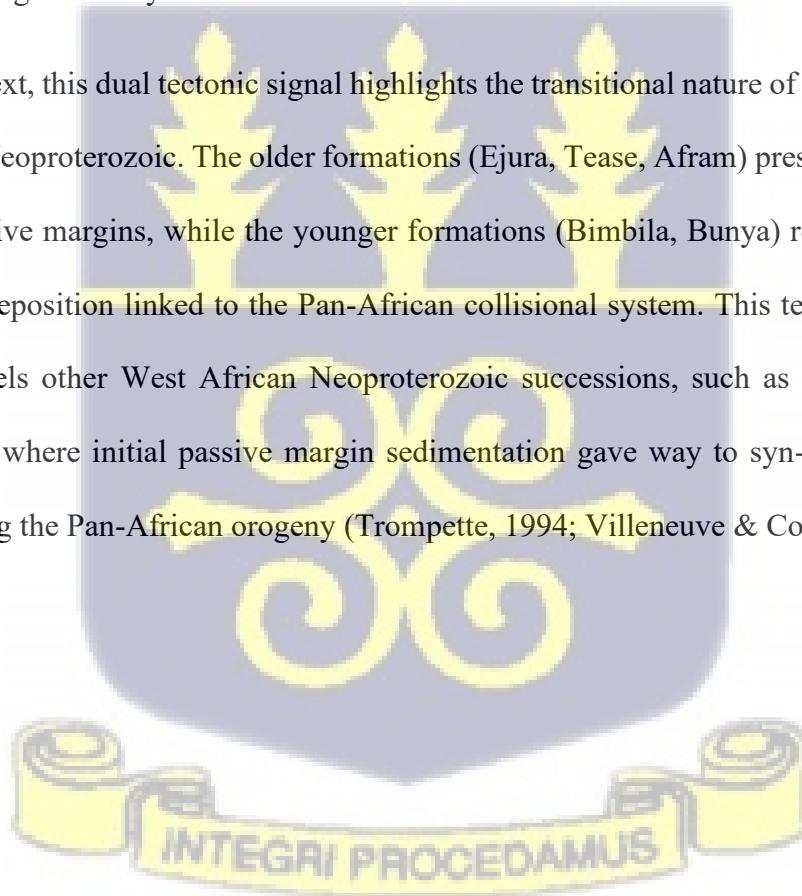 ext, this dual tectonic signal highlights the transitional nature of
eoproterozoic. The older formations (Ejura, Tease, Afram) pres
ive margins, while the younger formations (Bimbila, Bunya) r
eposition linked to the Pan-African collisional system. This te
els other West African Neoproterozoic successions, such as
where initial passive margin sedimentation gave way to syn-
g the Pan-African orogeny (Trompette, 1994; Villeneuve & Co
INTEGRI PROCEDAMUS